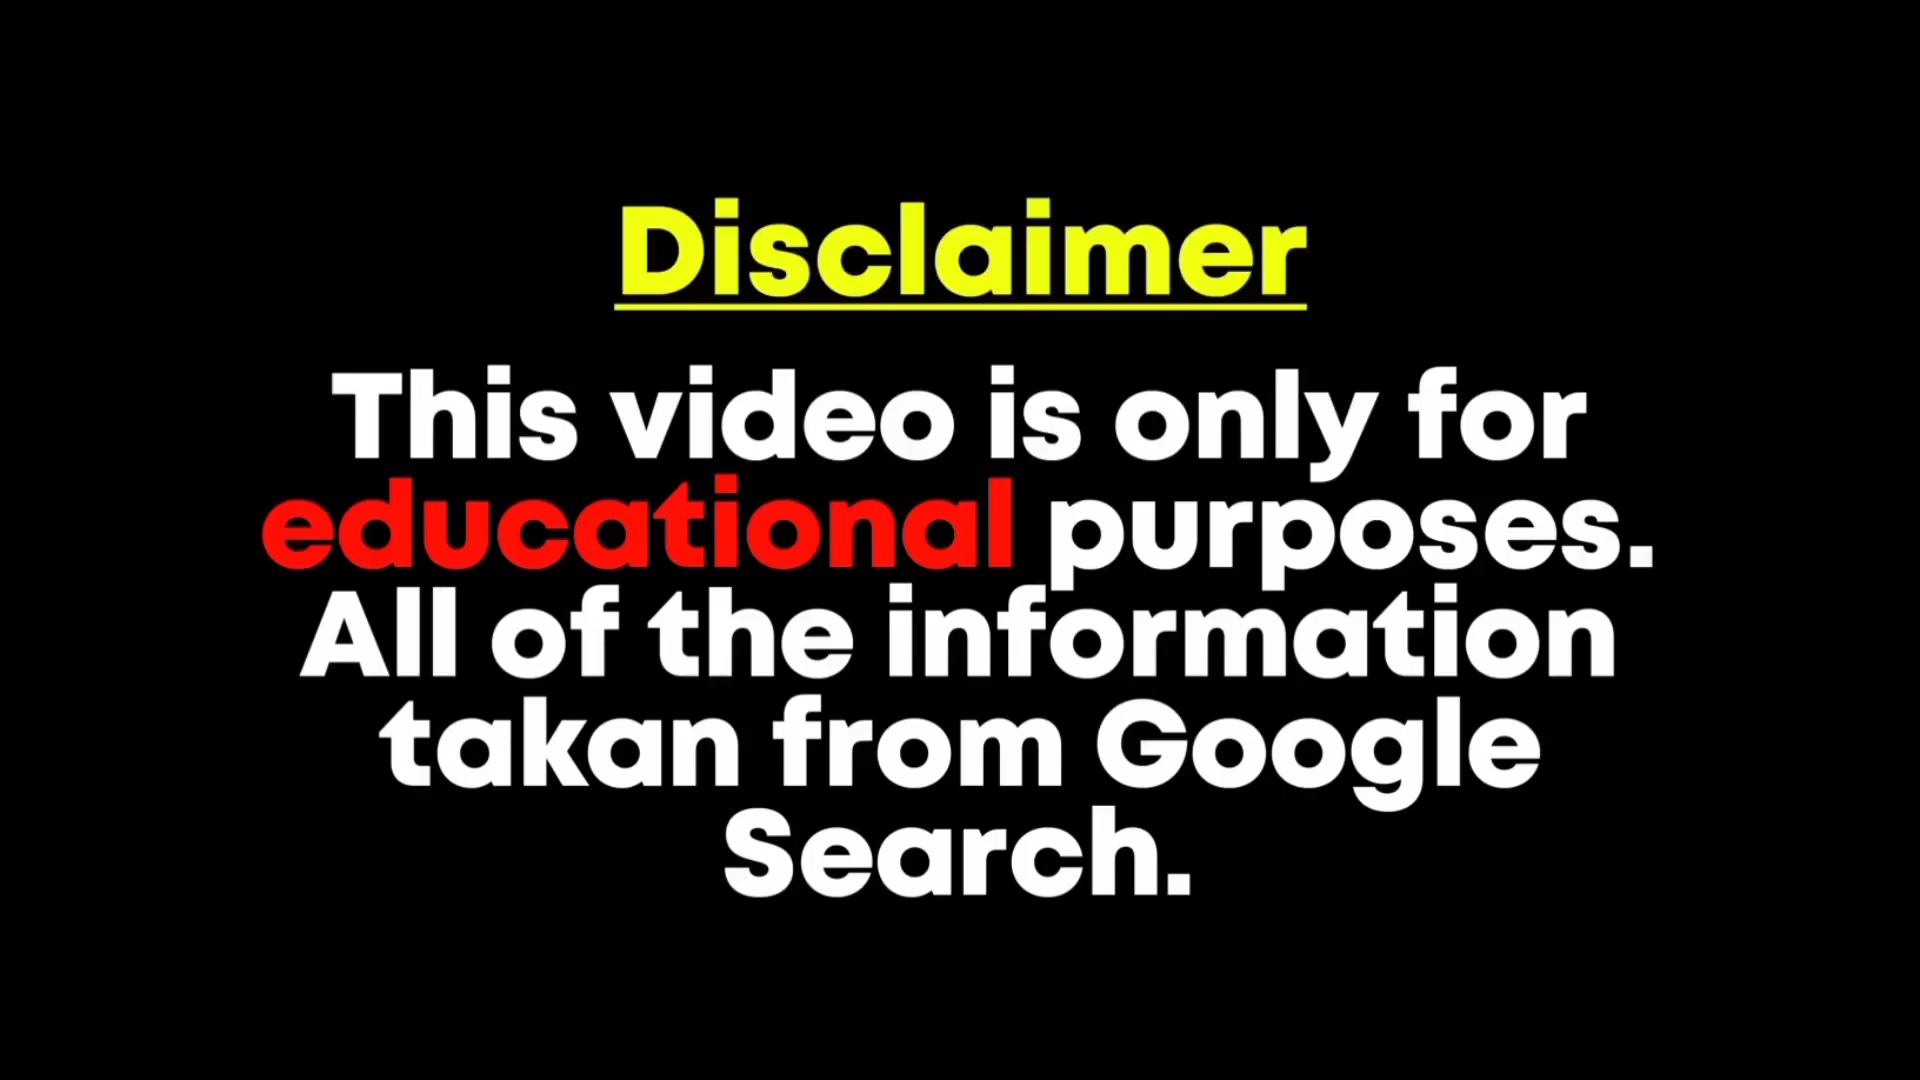 Disclaimer
This video is only for
educational purposes.
All of the information
takan from Google
Search.